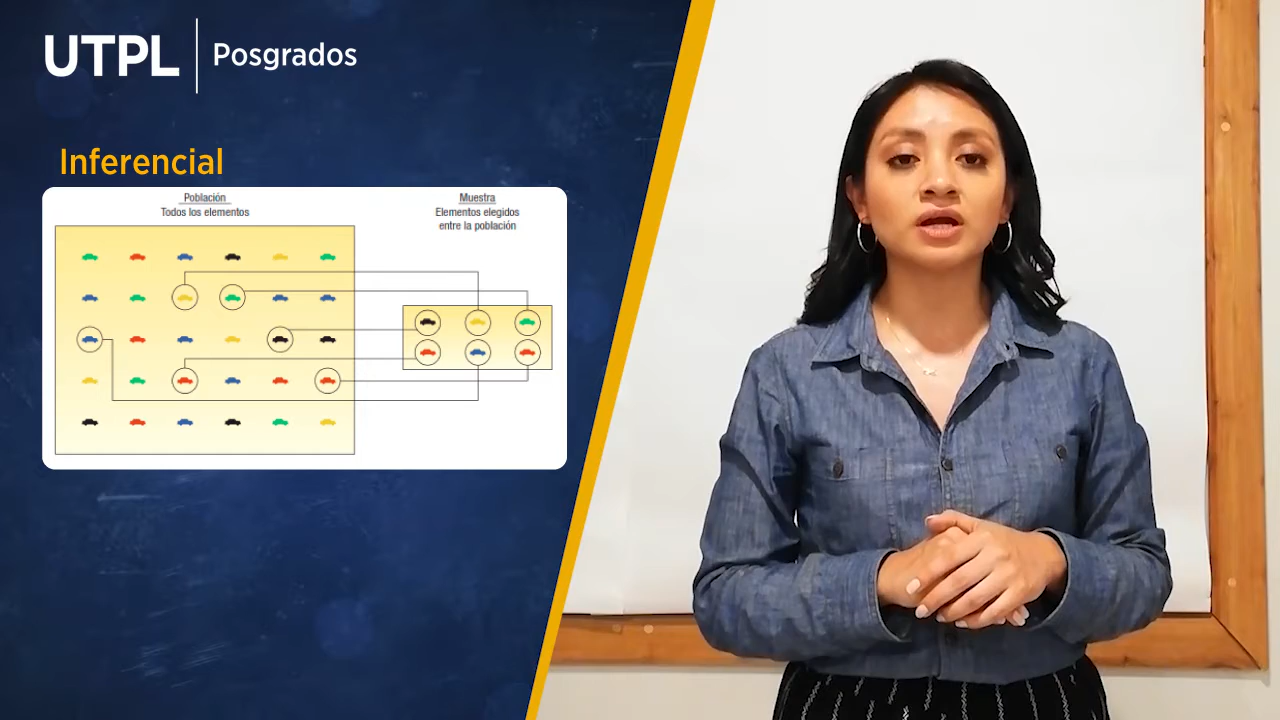 UTPL Posgrados
Inferencial
Población
Todos los elementos
Muestra
Elementos elegidos
entre la población